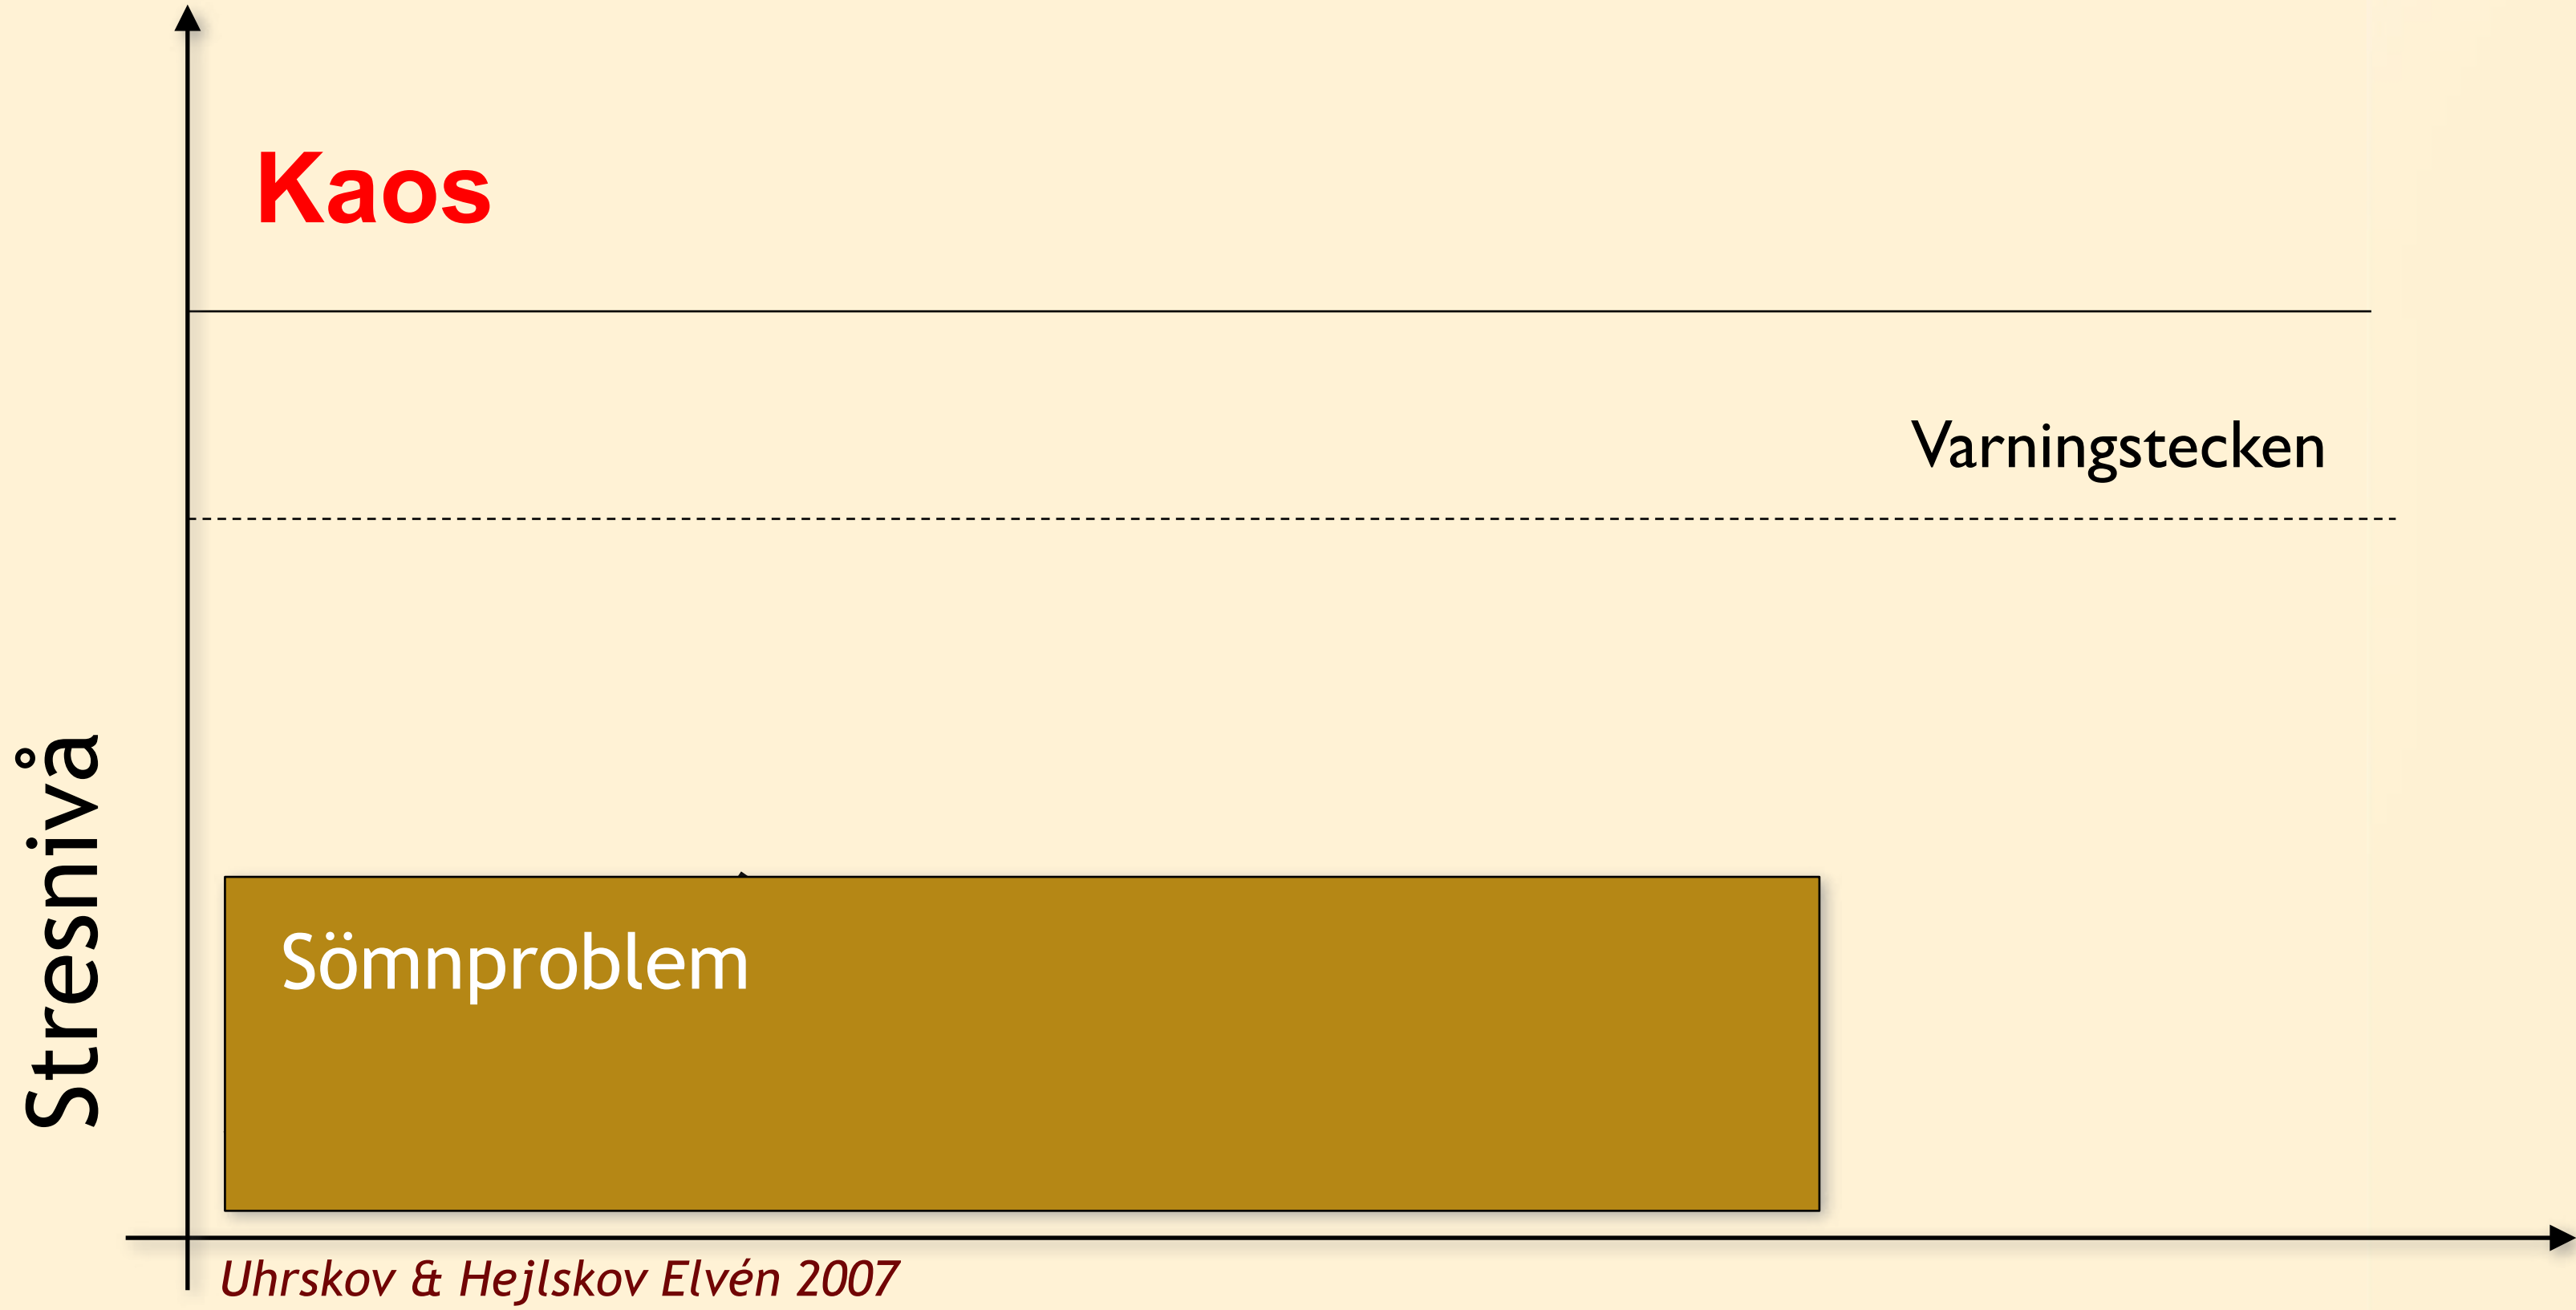 Kaos
Varningstecken
Stresnivå
Sömnproblem
Uhrskov & Hejlskov Elvén 2007